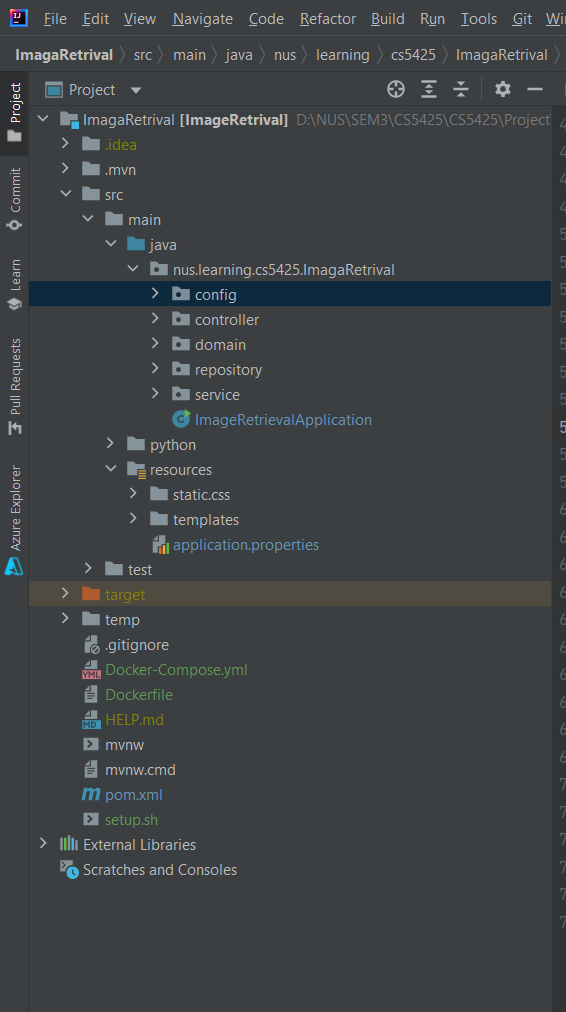 File Edit View Navigate Code Refactor Build Run Tools Git
ImagaRetrival src main java nus learning cs5425 ImagaRetrival
Project
Project
ImagaRetrival [ImageRetrival] D:\NUS\SEM3\CS5425\CS5425\Project
.idea
.mvn
Commit
src
main
java
Learn
nus.learning.cs5425.ImagaRetrival
config
controller
Pull Requests
domain
repository
service
ImageRetrievalApplication
python
Azure Explorer
resources
static.css
templates
application.properties
test
target
temp
.gitignore
YML Docker-Compose.yml
Dockerfile
MD HELP.md
mvnw
mvnw.cmd
m pom.xml
setup.sh
External Libraries
Scratches and Consoles